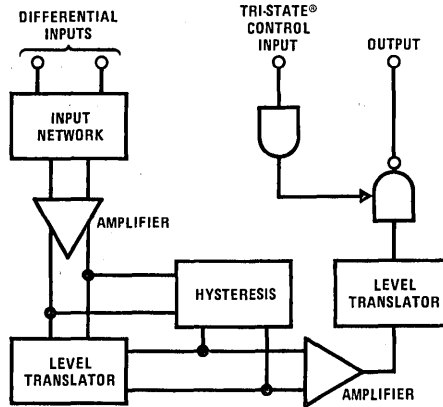 DIFFERENTIAL
INPUTS
TRI-STATE®
CONTROL
INPUT
OUTPUT
INPUT
NETWORK
AMPLIFIER
HYSTERESIS
LEVEL
TRANSLATOR
LEVEL
TRANSLATOR
AMPLIFIER